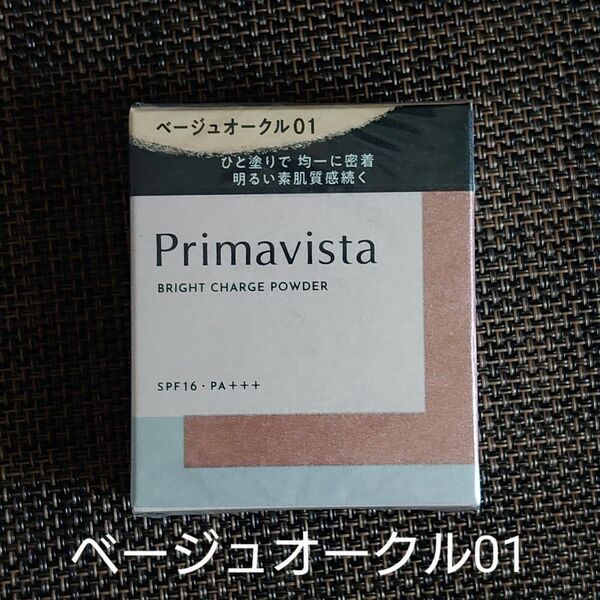 ベージュオークル01
ひと塗りで 均一に密着
明るい素肌質感続く
Primavista
BRIGHT CHARGE POWDER
SPF16・PA+++
ベージュオークル01